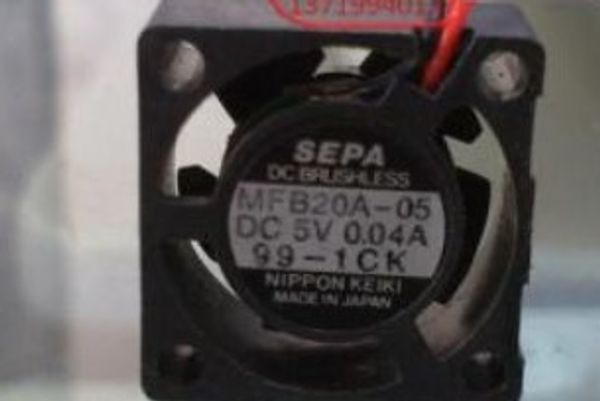 SEPA
DC BRUSHLESS
MFB20A-05
DC 5V 0.04A
99-1CK
NIPPON KEIKI
MADE IN JAPAN